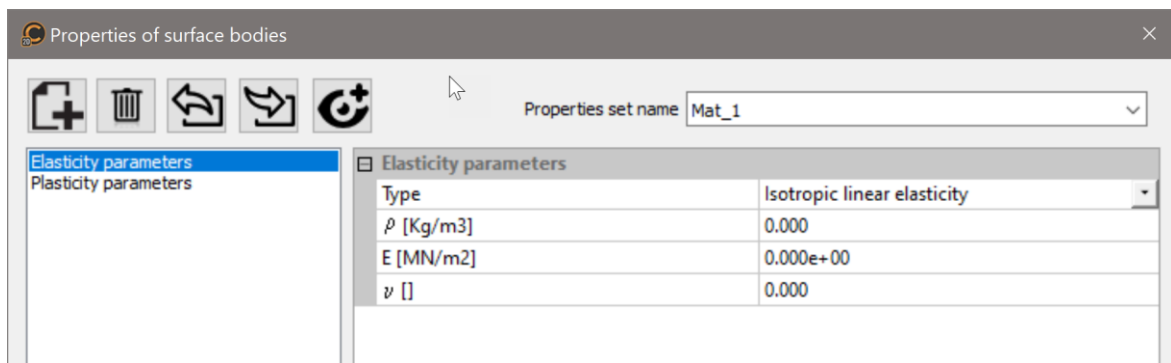 Properties of surface bodies
Properties set name Mat_1
Elasticity parameters
Plasticity parameters
Elasticity parameters
Type Isotropic linear elasticity
ρ [Kg/m3] 0.000
E [MN/m2] 0.000e+00
ν [] 0.000